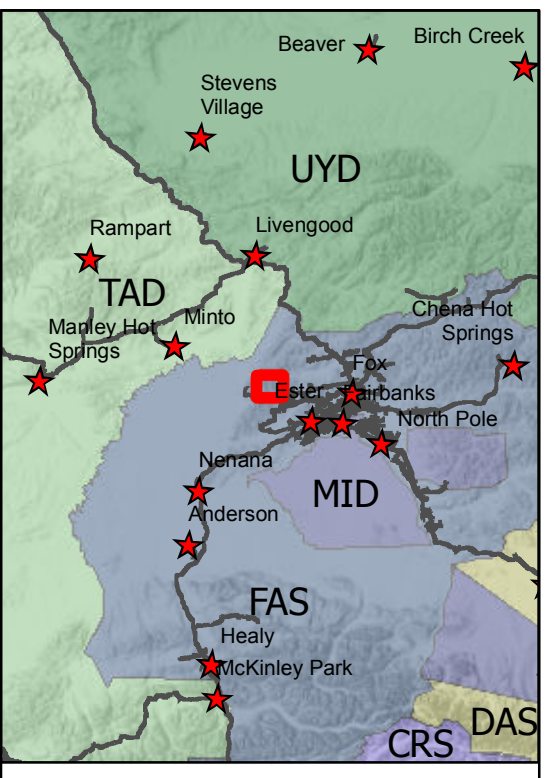 Beaver
Birch Creek
Stevens
Village
UYD
Rampart
Livengood
TAD
Minto
Manley Hot
Springs
Chena Hot
Springs
Fox
Ester
Fairbanks
North Pole
Nenana
MID
Anderson
FAS
Healy
McKinley Park
DAS
CRS